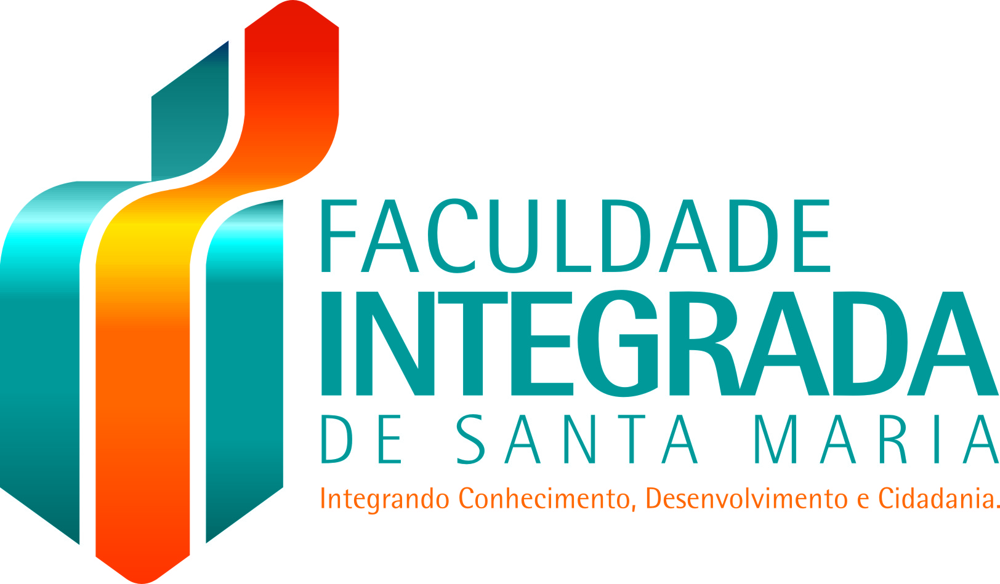 FACULDADE
INTEGRADA
DE SANTA MARIA
Integrando Conhecimento, Desenvolvimento e Cidadania.